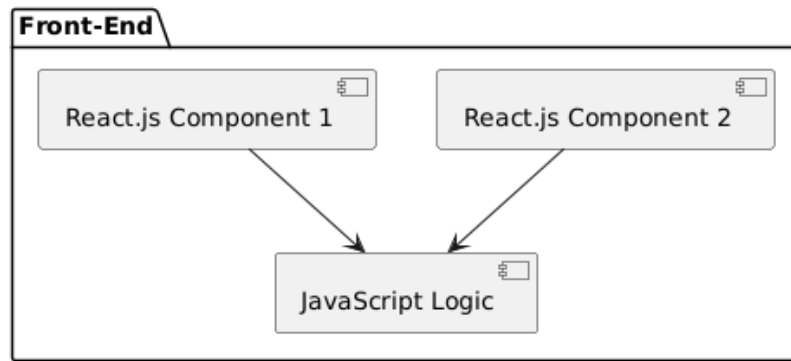 Front-End
React.js Component 1
React.js Component 2
JavaScript Logic